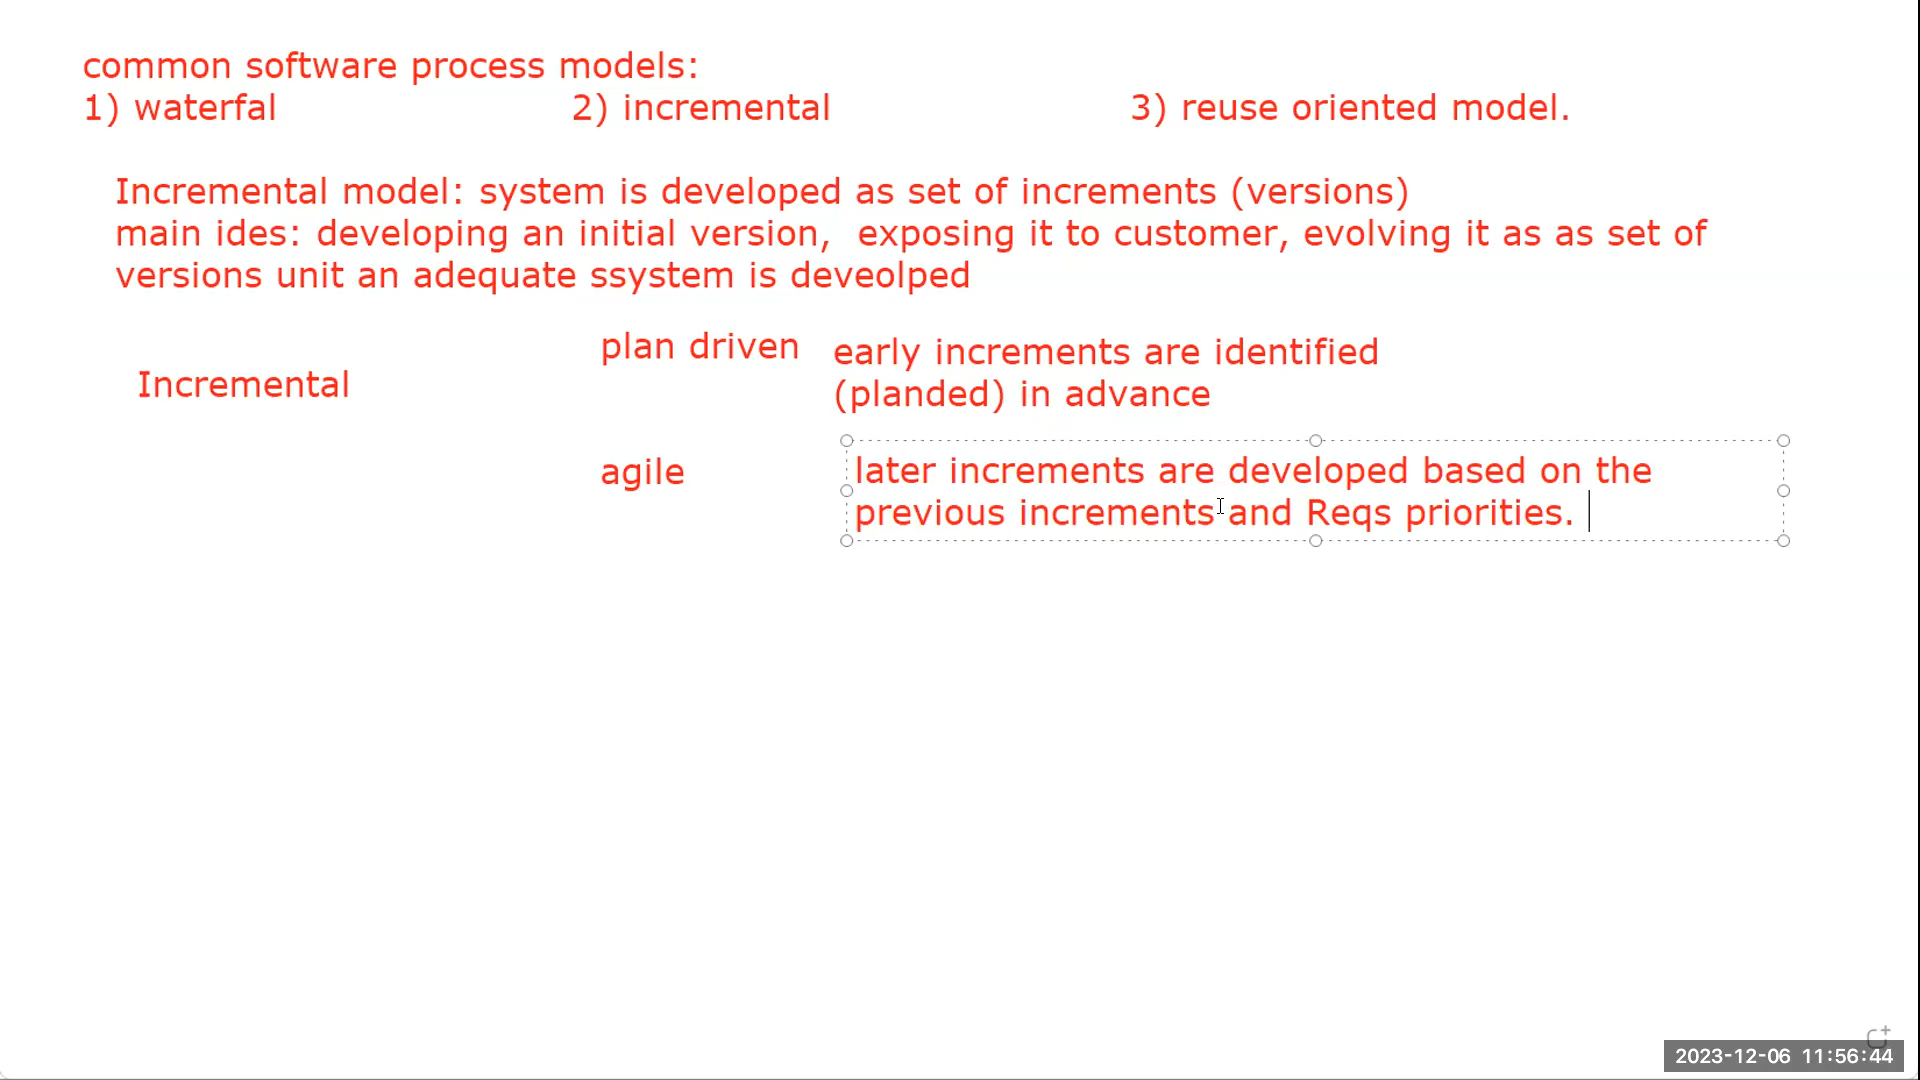 common software process models:
1) waterfal 2) incremental 3) reuse oriented model.
Incremental model: system is developed as set of increments (versions)
main ides: developing an initial version,  exposing it to customer, evolving it as as set of
versions unit an adequate ssystem is deveolped
plan driven
early increments are identified
(planded) in advance
Incremental
agile
later increments are developed based on the
previous increments and Reqs priorities.
2023-12-06 11:56:44